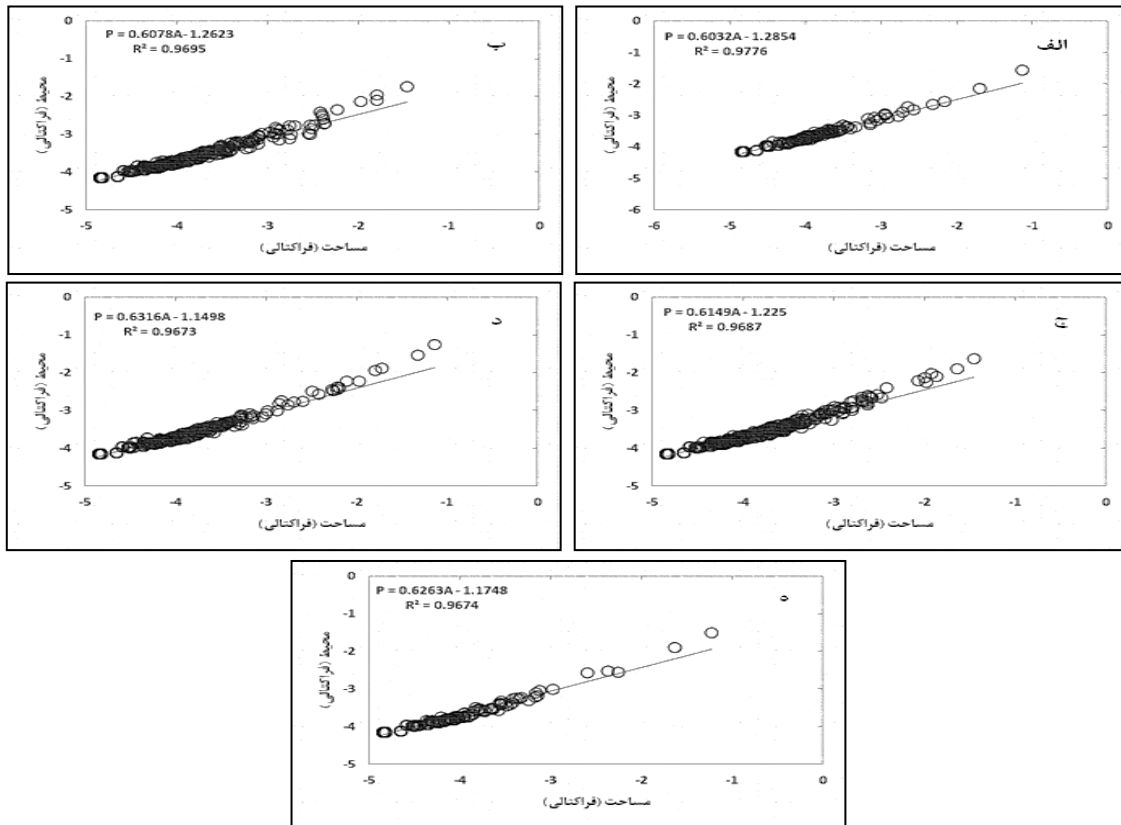 الف
P = 0.6032A - 1.2854
R² = 0.9776
0
-1
-2
-3
-4
-5
-6
-6 -5 -4 -3 -2 -1 0
محیط (فراکتالی)
مساحت (فراکتالی)
ب
P = 0.6078A - 1.2623
R² = 0.9695
0
-1
-2
-3
-4
-5
-5 -4 -3 -2 -1 0
محیط (فراکتالی)
مساحت (فراکتالی)
ج
P = 0.6149A - 1.225
R² = 0.9687
0
-1
-2
-3
-4
-5
-5 -4 -3 -2 -1 0
محیط (فراکتالی)
مساحت (فراکتالی)
د
P = 0.6316A - 1.1498
R² = 0.9673
0
-1
-2
-3
-4
-5
-5 -4 -3 -2 -1 0
محیط (فراکتالی)
مساحت (فراکتالی)
ه
P = 0.6263A - 1.1748
R² = 0.9674
0
-1
-2
-3
-4
-5
-5 -4 -3 -2 -1 0
محیط (فراکتالی)
مساحت (فراکتالی)